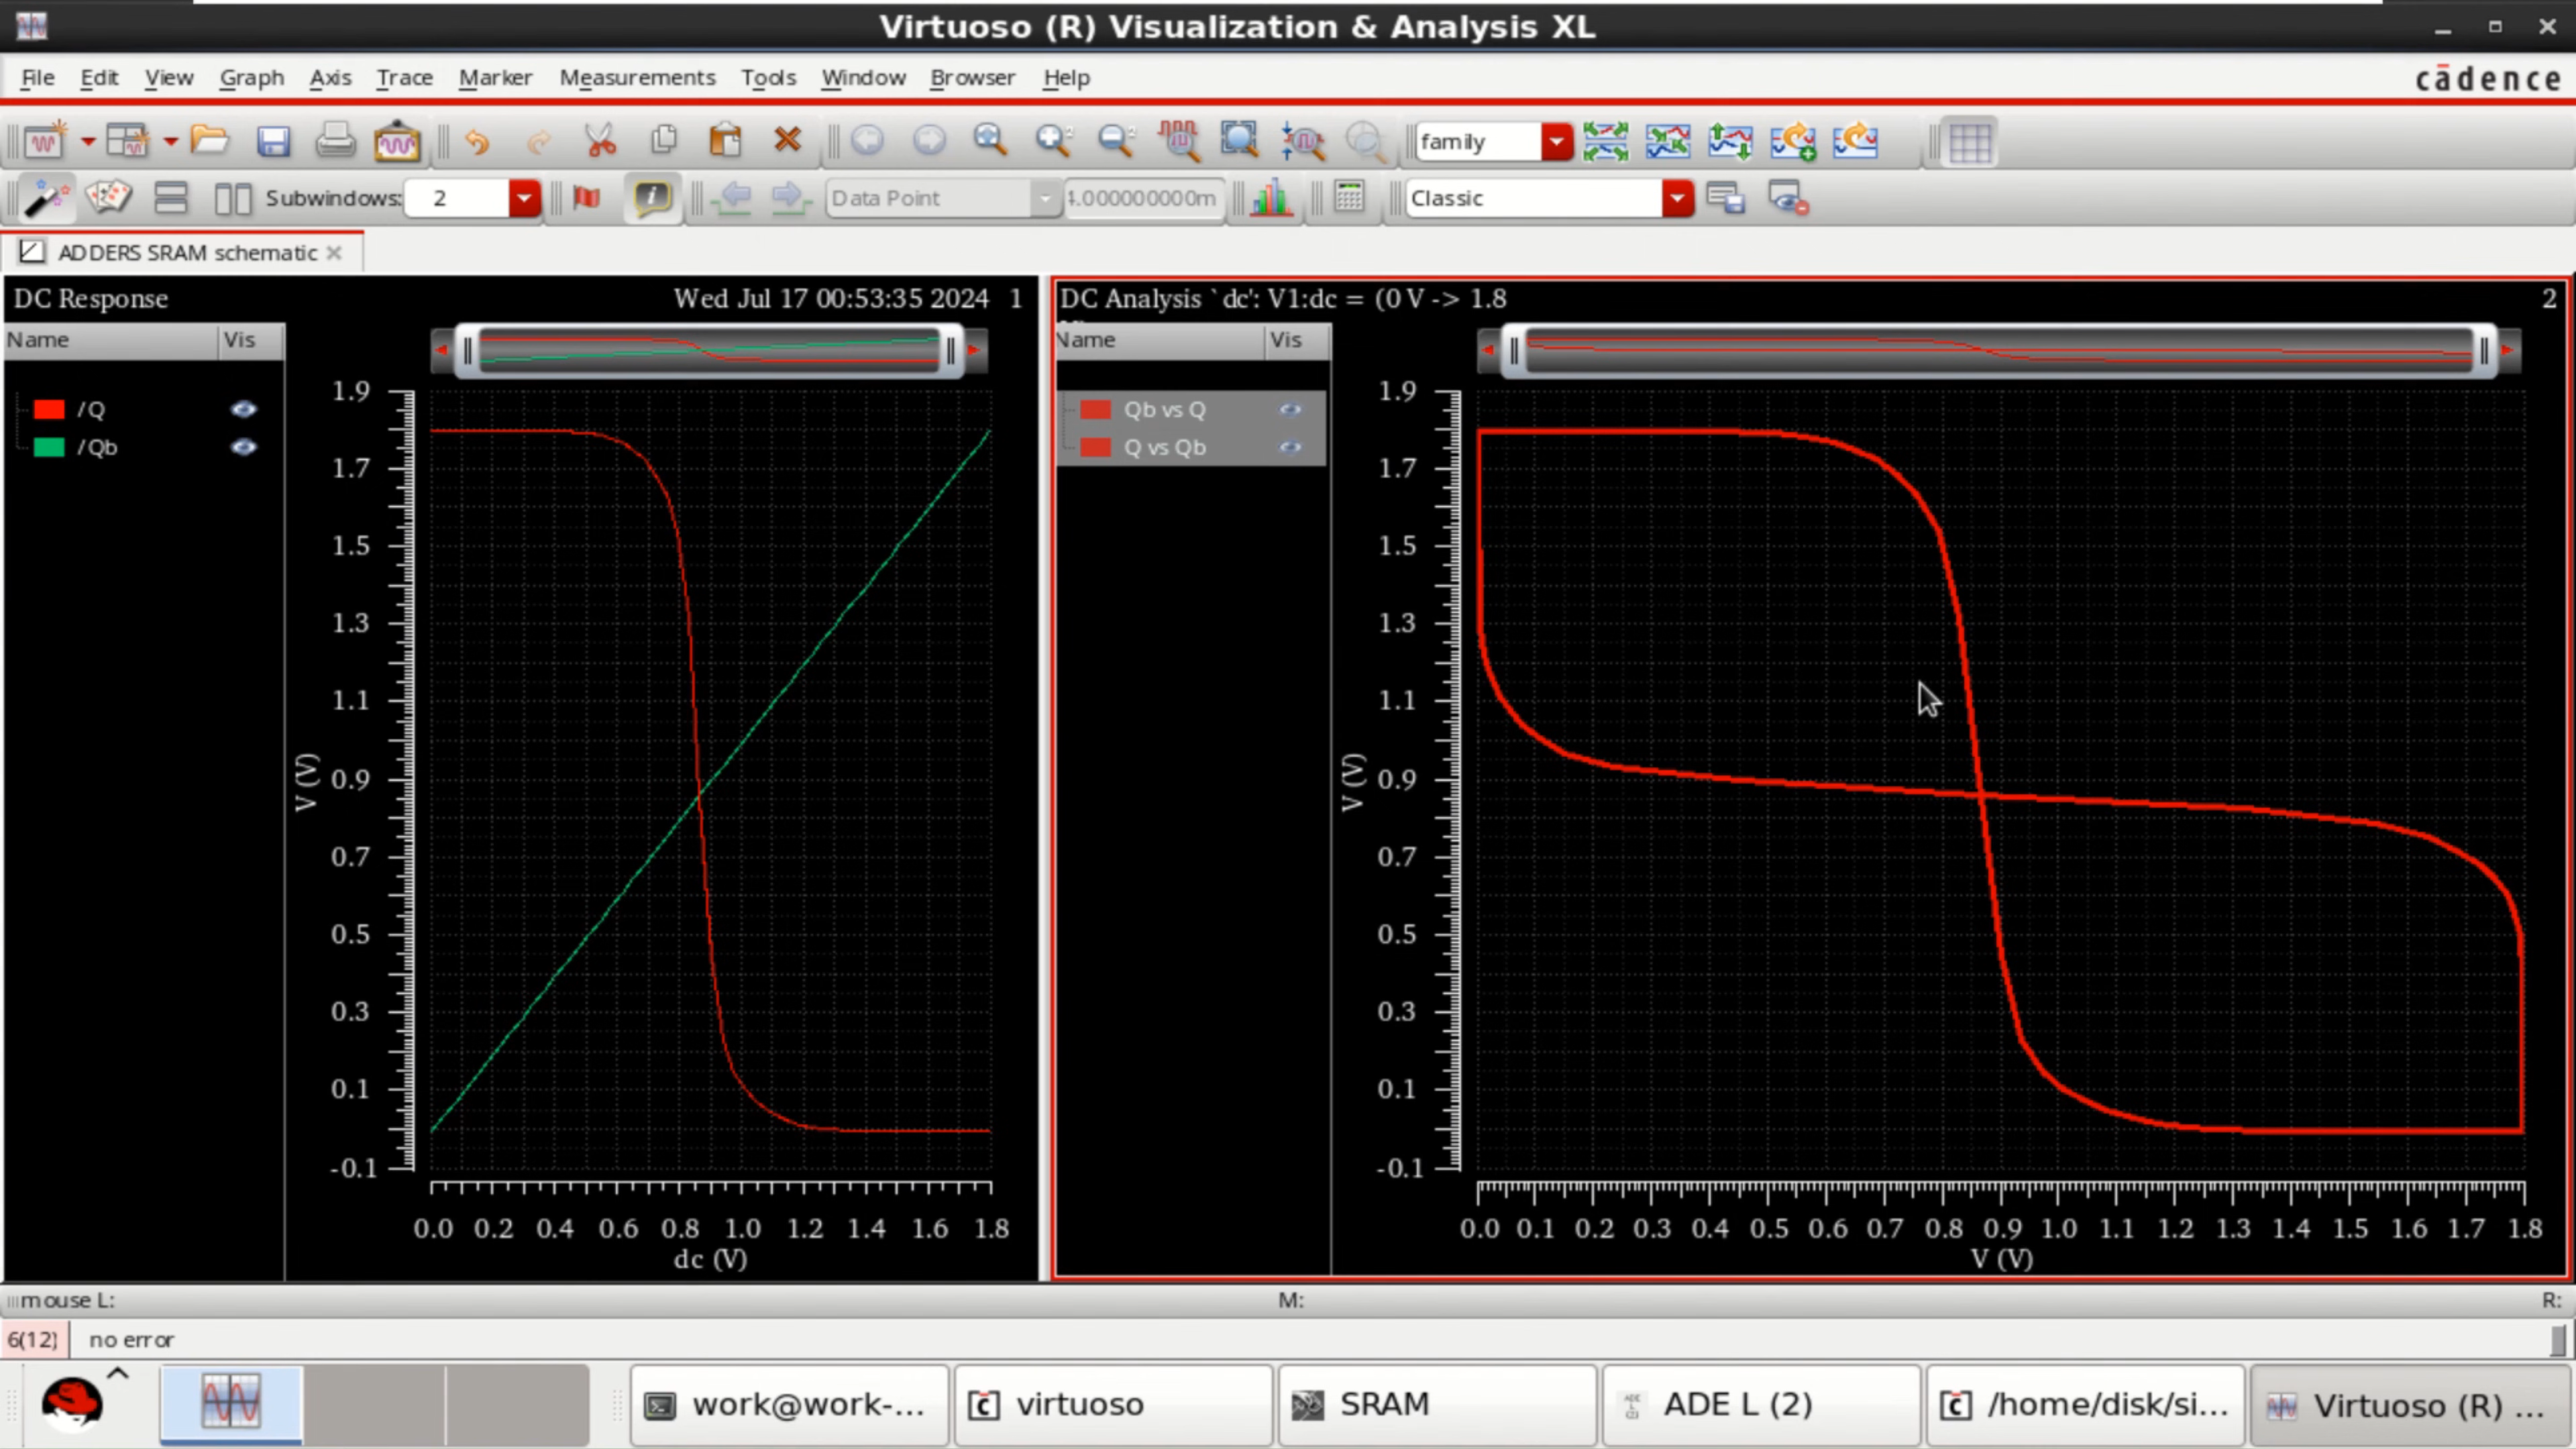 Virtuoso (R) Visualization & Analysis XL
File Edit View Graph Axis Trace Marker Measurements Tools Window Browser Help cādence
family
Subwindows: 2 Data Point .000000000m Classic
ADDERS SRAM schematic
DC Response Wed Jul 17 00:53:35 2024 1
Name Vis
/Q
/Qb
1.9
1.7
1.5
1.3
1.1
0.9
0.7
0.5
0.3
0.1
-0.1
V (V)
0.0 0.2 0.4 0.6 0.8 1.0 1.2 1.4 1.6 1.8
dc (V)
DC Analysis `dc': V1:dc = (0 V -> 1.8 2
Name Vis
Qb vs Q
Q vs Qb
1.9
1.7
1.5
1.3
1.1
0.9
0.7
0.5
0.3
0.1
-0.1
V (V)
0.0 0.1 0.2 0.3 0.4 0.5 0.6 0.7 0.8 0.9 1.0 1.1 1.2 1.3 1.4 1.5 1.6 1.7 1.8
V (V)
mouse L: M: R:
6(12) no error
work@work-... virtuoso SRAM ADE L (2) /home/disk/si... Virtuoso (R) ...